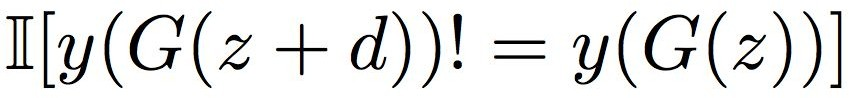 𝕀[y(G(z + d))! = y(G(z))]